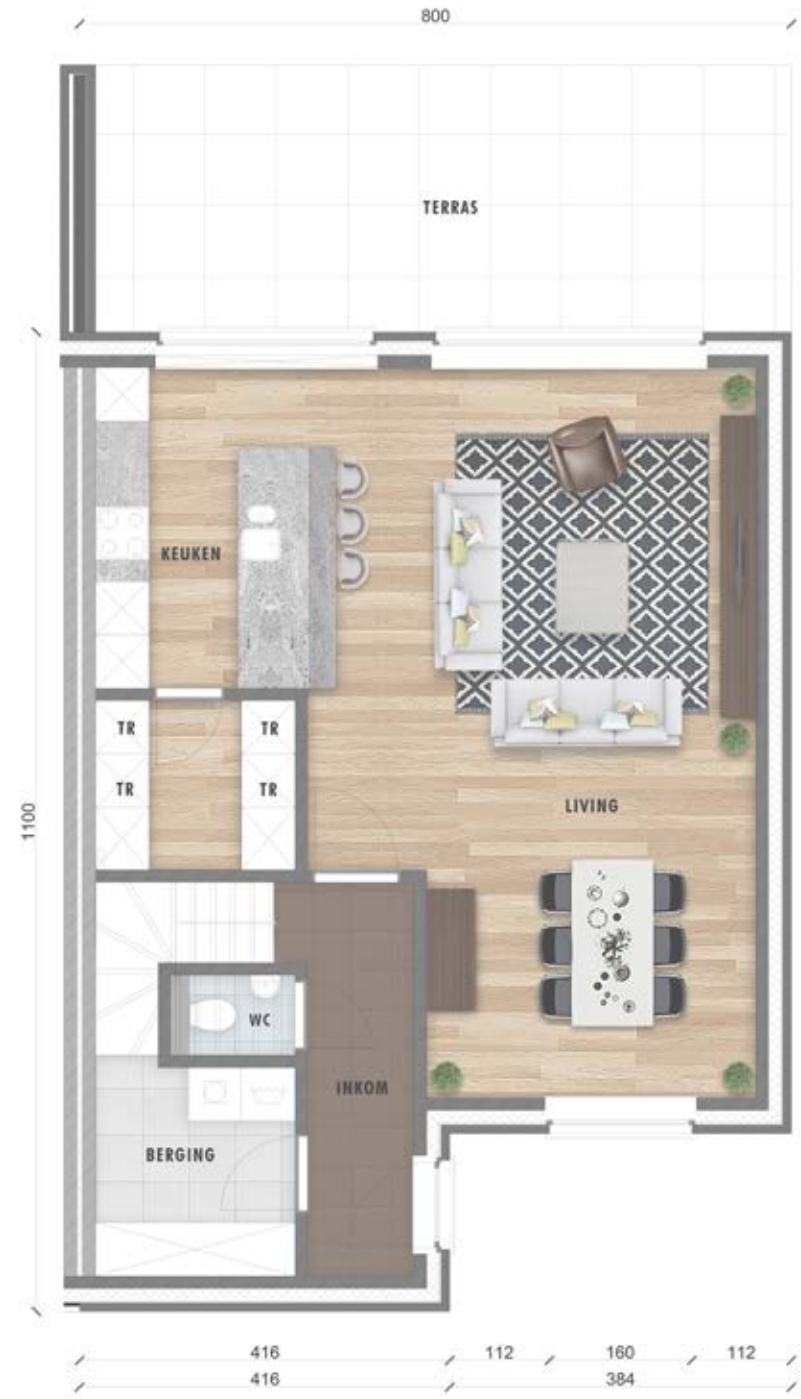 800
TERRAS
KEUKEN
TR TR
TR TR
LIVING
1100
WC
INKOM
BERGING
416 112 160 112
416 384